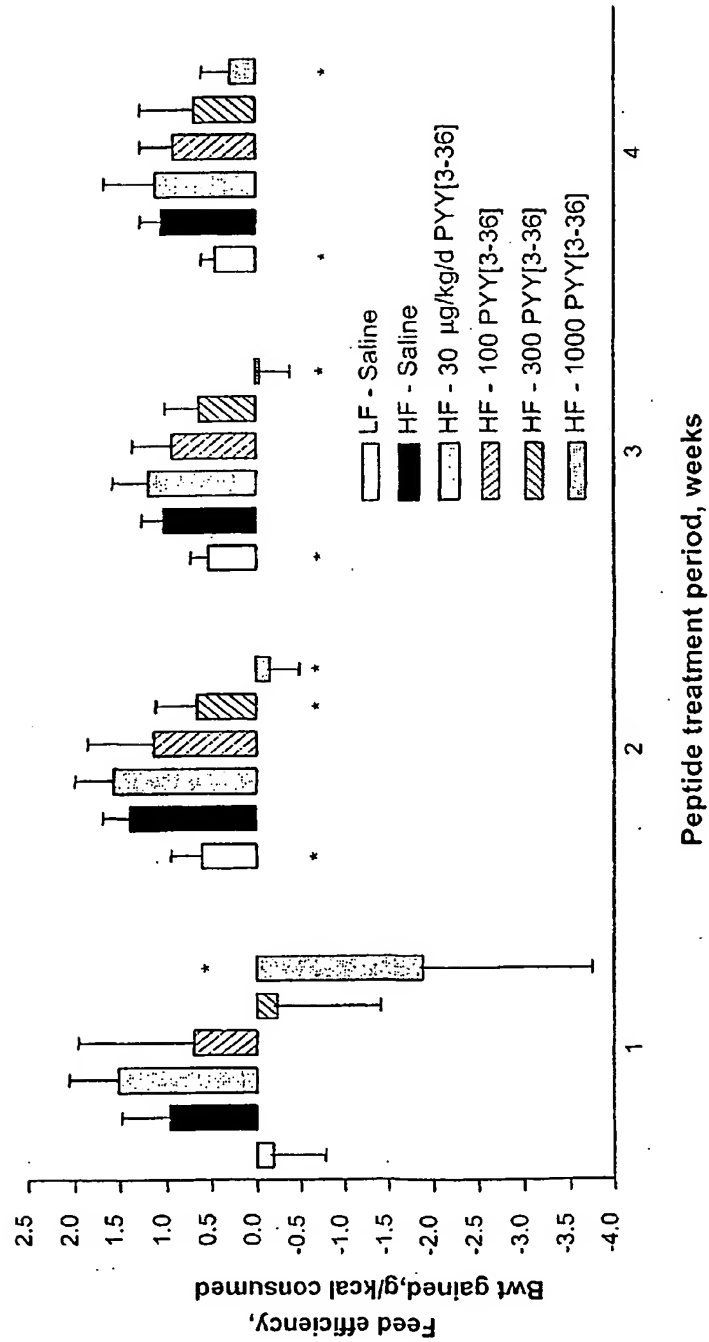 Feed efficiency,
Bwt gained,g/kcal consumed
2.5
2.0
1.5
1.0
0.5
0.0
-0.5
-1.0
-1.5
-2.0
-2.5
-3.0
-3.5
-4.0
*
*
*
*
*
*
*
*
LF - Saline
HF - Saline
HF - 30 µg/kg/d PYY[3-36]
HF - 100 PYY[3-36]
HF - 300 PYY[3-36]
HF - 1000 PYY[3-36]
1
2
3
4
Peptide treatment period, weeks